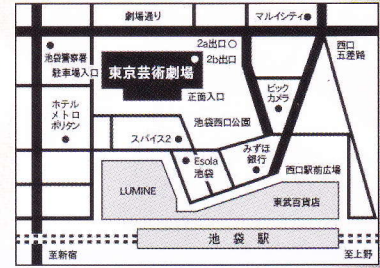 劇場通り
マルイシティ
2a出口
西口
五差路
池袋警察署
2b出口
駐車場入口
東京芸術劇場
正面入口
ビック
カメラ
ホテル
メトロ
ポリタン
池袋西口公園
スパイス2
みずほ
銀行
Esola
池袋
西口駅前広場
LUMINE
東武百貨店
池袋駅
至新宿
至上野